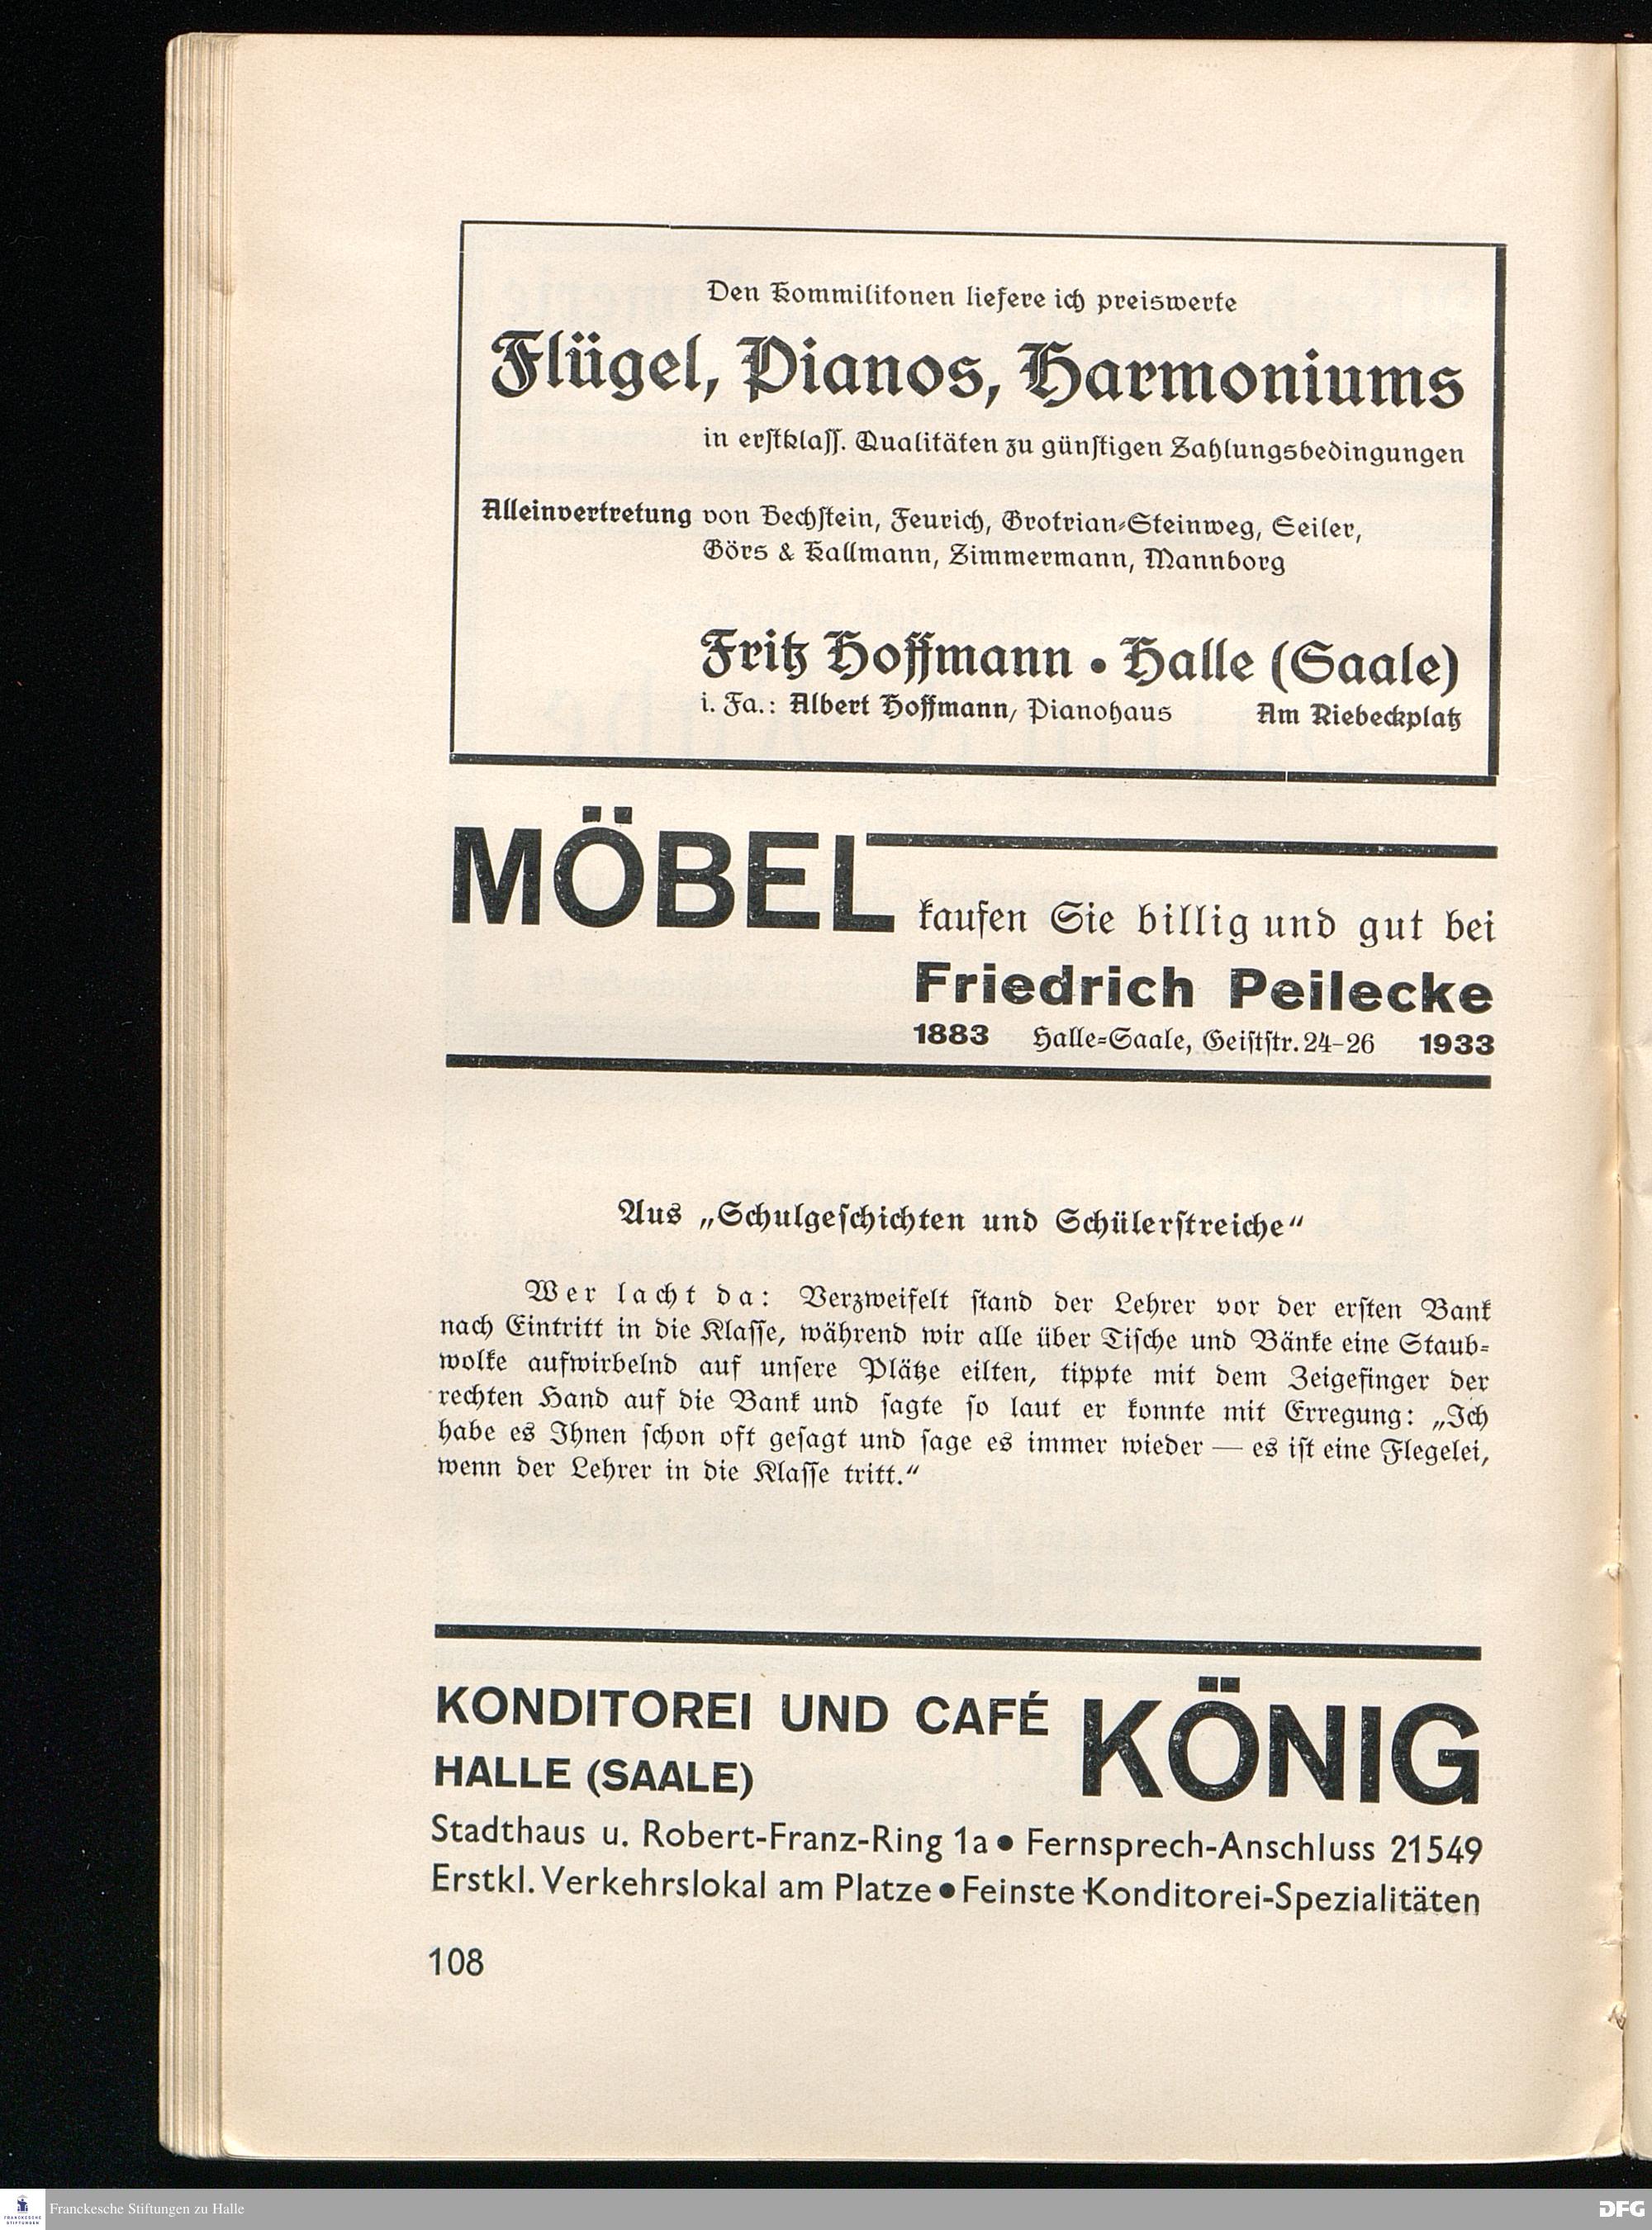 Den Kommilitonen liefere ich preiswerte
Flügel, Pianos, Harmoniums
in erstklass. Qualitäten zu günstigen Zahlungsbedingungen
Alleinvertretung von Bechstein, Feurich, Grotrian-Steinweg, Seiler,
Görs & Kallmann, Zimmermann, Mannborg
Fritz Hoffmann • Halle (Saale)
i. Fa.: Albert Hoffmann, Pianohaus Am Riebeckplatz
MÖBEL kaufen Sie billig und gut bei
Friedrich Peilecke
1883 Halle-Saale, Geiststr. 24-26 1933
Aus „Schulgeschichten und Schülerstreiche“
Wer lacht da: Verzweifelt stand der Lehrer vor der ersten Bank
nach Eintritt in die Klasse, während wir alle über Tische und Bänke eine Staub-
wolke aufwirbelnd auf unsere Plätze eilten, tippte mit dem Zeigefinger der
rechten Hand auf die Bank und sagte so laut er konnte mit Erregung: „Ich
habe es Ihnen schon oft gesagt und sage es immer wieder — es ist eine Flegelei,
wenn der Lehrer in die Klasse tritt.“
KONDITOREI UND CAFÉ KÖNIG
HALLE (SAALE)
Stadthaus u. Robert-Franz-Ring 1a • Fernsprech-Anschluss 21549
Erstkl. Verkehrslokal am Platze • Feinste Konditorei-Spezialitäten
108
FRANCKESCHE STIFTUNGEN
Franckesche Stiftungen zu Halle
DFG